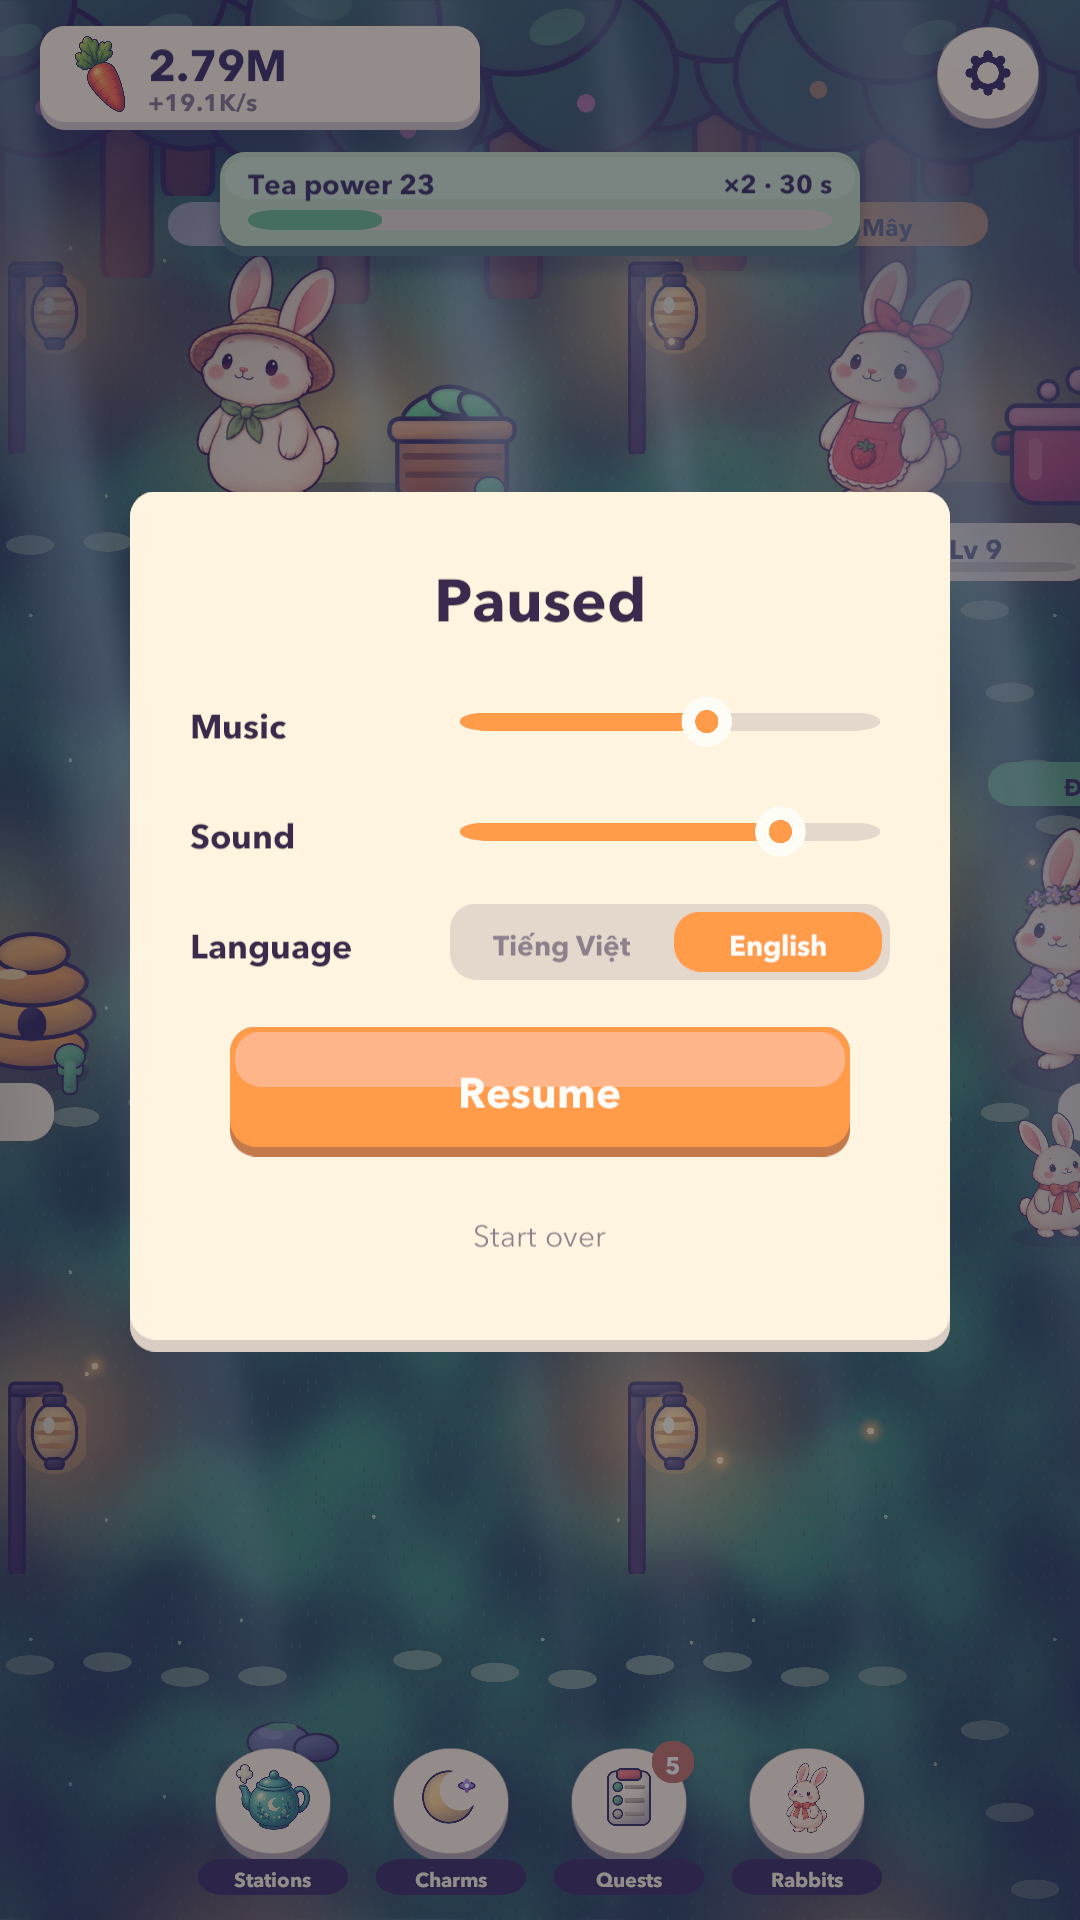 2.79M
+19.1K/s
Tea power 23
×2 · 30 s
Mây
Lv 9
Paused
Music
Sound
Language
Tiếng Việt
English
Resume
Start over
5
Stations
Charms
Quests
Rabbits